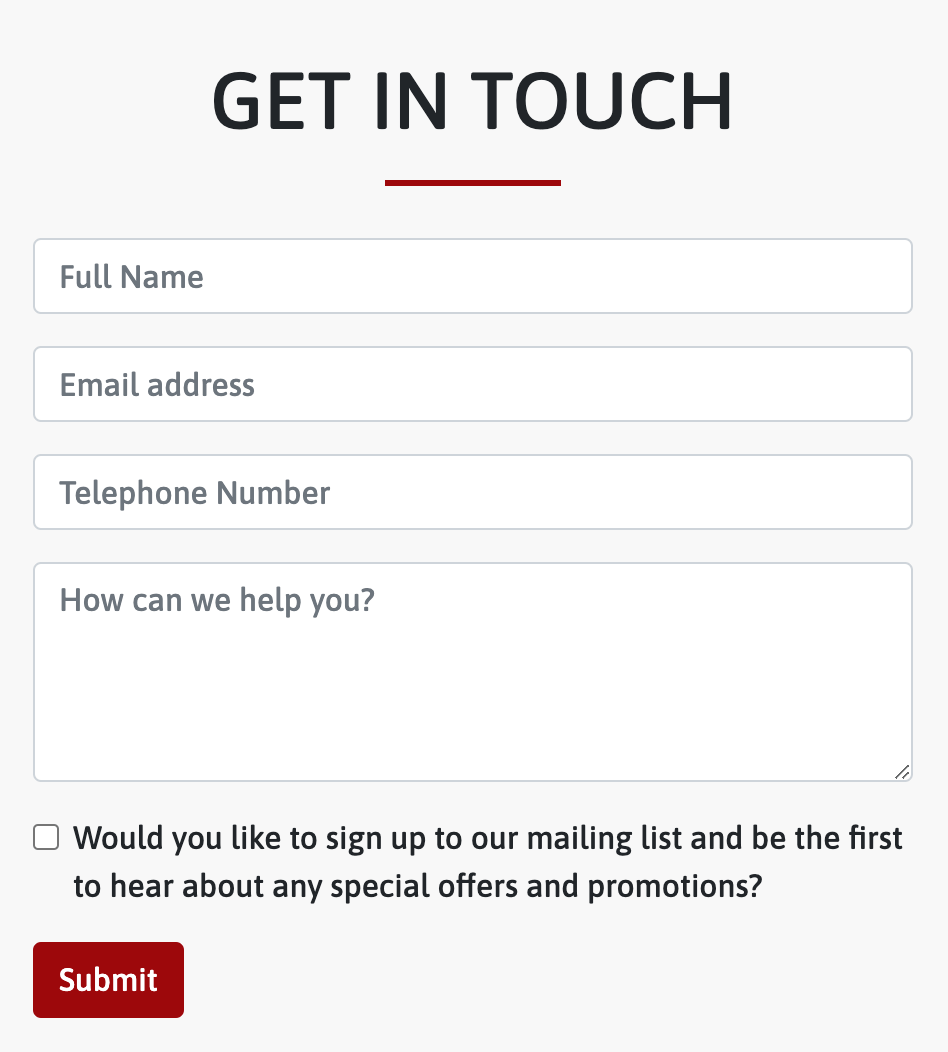 GET IN TOUCH
Full Name
Email address
Telephone Number
How can we help you?
Would you like to sign up to our mailing list and be the first
to hear about any special offers and promotions?
Submit